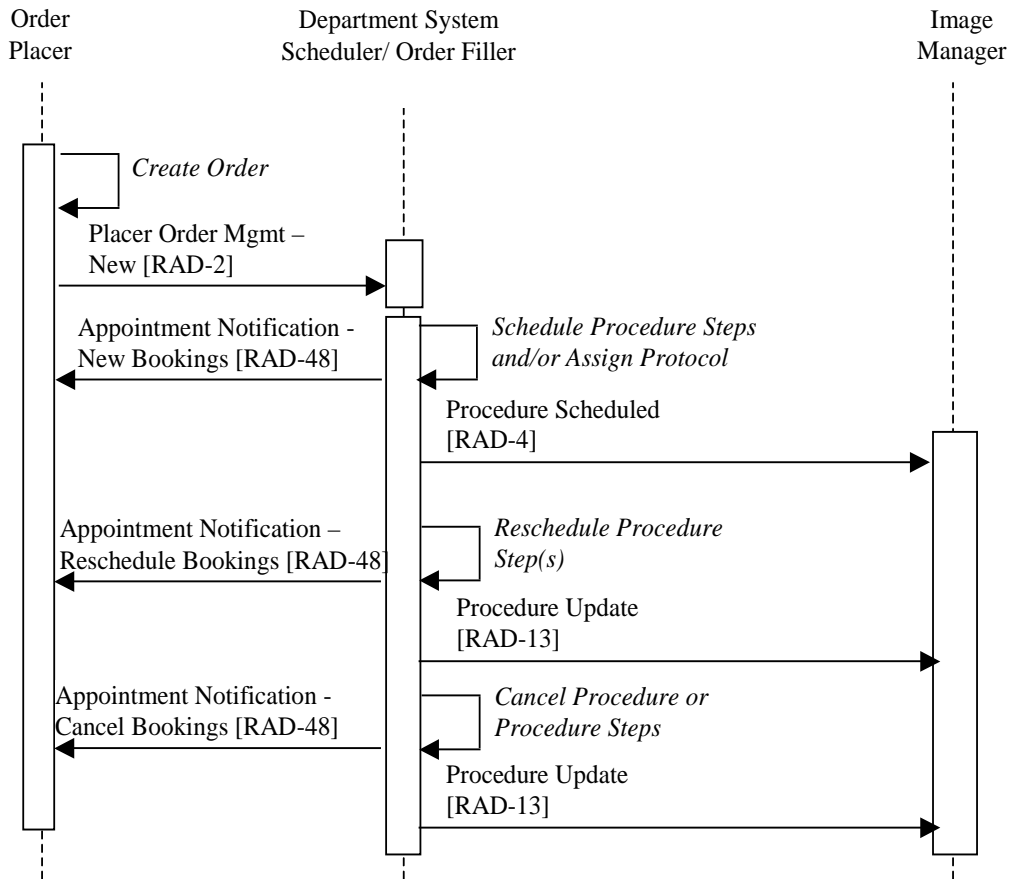 Order
Placer
Department System
Scheduler/ Order Filler
Image
Manager
Create Order
Placer Order Mgmt –
New [RAD-2]
Appointment Notification -
New Bookings [RAD-48]
Schedule Procedure Steps
and/or Assign Protocol
Procedure Scheduled
[RAD-4]
Appointment Notification –
Reschedule Bookings [RAD-48]
Reschedule Procedure
Step(s)
Procedure Update
[RAD-13]
Appointment Notification -
Cancel Bookings [RAD-48]
Cancel Procedure or
Procedure Steps
Procedure Update
[RAD-13]